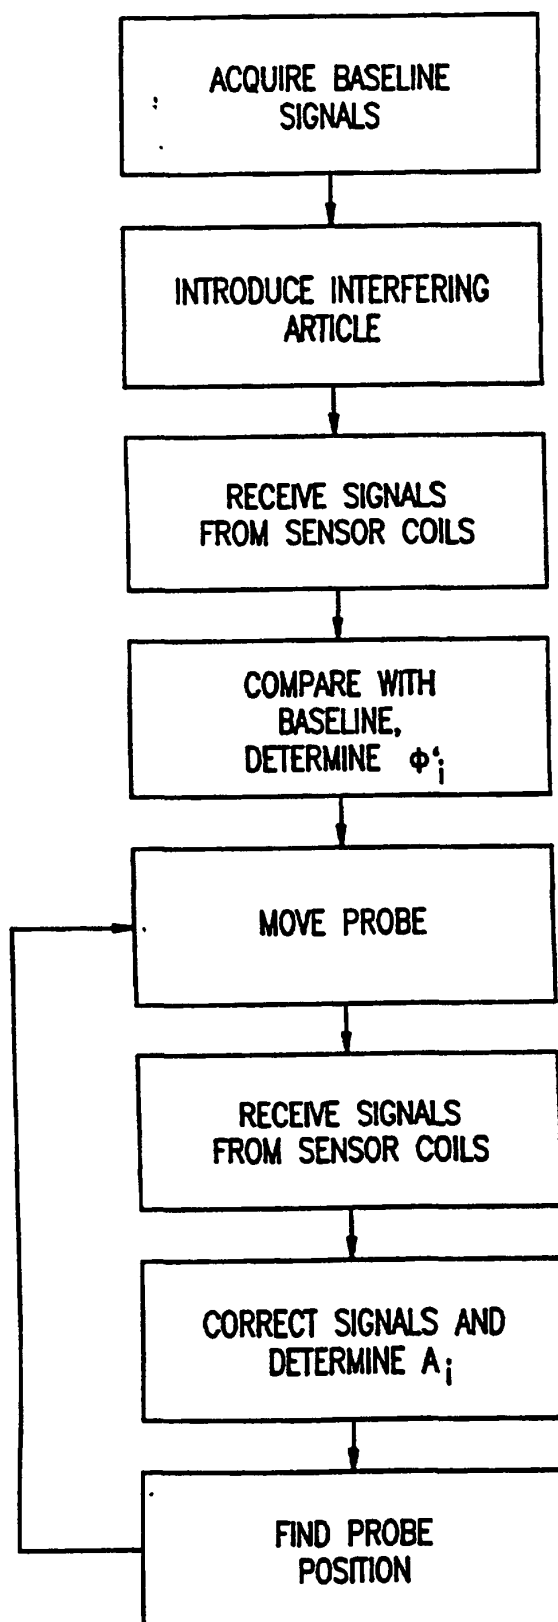 ACQUIRE BASELINE
SIGNALS
INTRODUCE INTERFERING
ARTICLE
RECEIVE SIGNALS
FROM SENSOR COILS
COMPARE WITH
BASELINE,
DETERMINE ϕ'i
MOVE PROBE
RECEIVE SIGNALS
FROM SENSOR COILS
CORRECT SIGNALS AND
DETERMINE Ai
FIND PROBE
POSITION